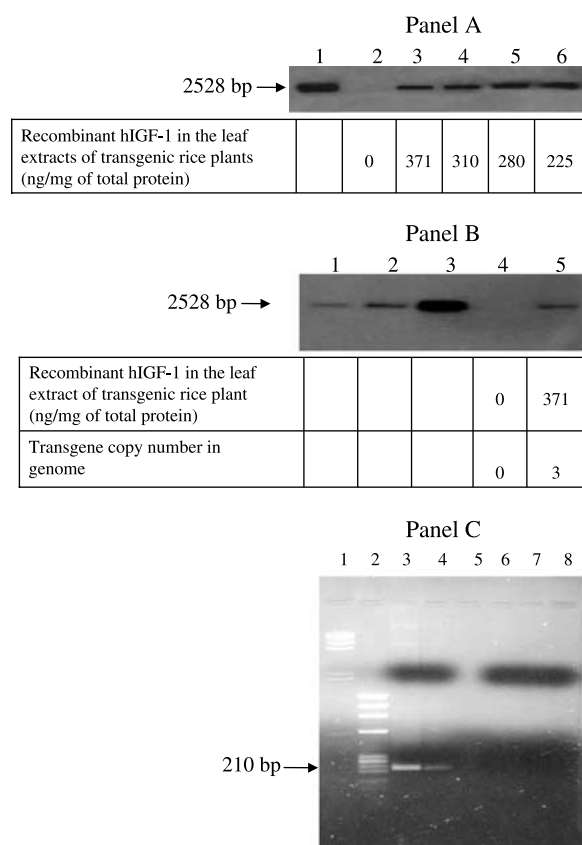 Panel A
1 2 3 4 5 6
2528 bp
Recombinant hIGF-1 in the leaf
extracts of transgenic rice plants
(ng/mg of total protein)
0 371 310 280 225
Panel B
1 2 3 4 5
2528 bp
Recombinant hIGF-1 in the leaf
extract of transgenic rice plant
(ng/mg of total protein)
0 371
Transgene copy number in
genome
0 3
Panel C
1 2 3 4 5 6 7 8
210 bp